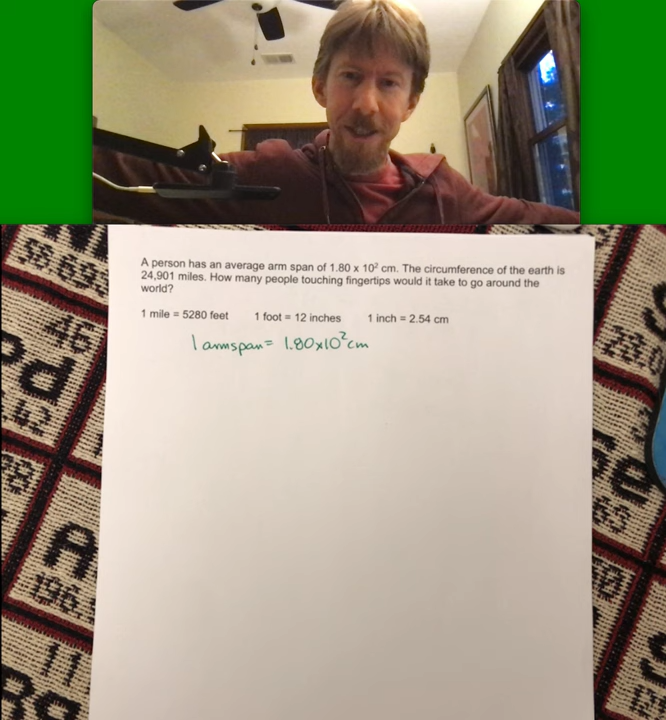 A person has an average arm span of 1.80 x 10² cm. The circumference of the earth is
24,901 miles. How many people touching fingertips would it take to go around the
world?
1 mile = 5280 feet 1 foot = 12 inches 1 inch = 2.54 cm
1 armspan = 1.80x10²cm
46
A
11